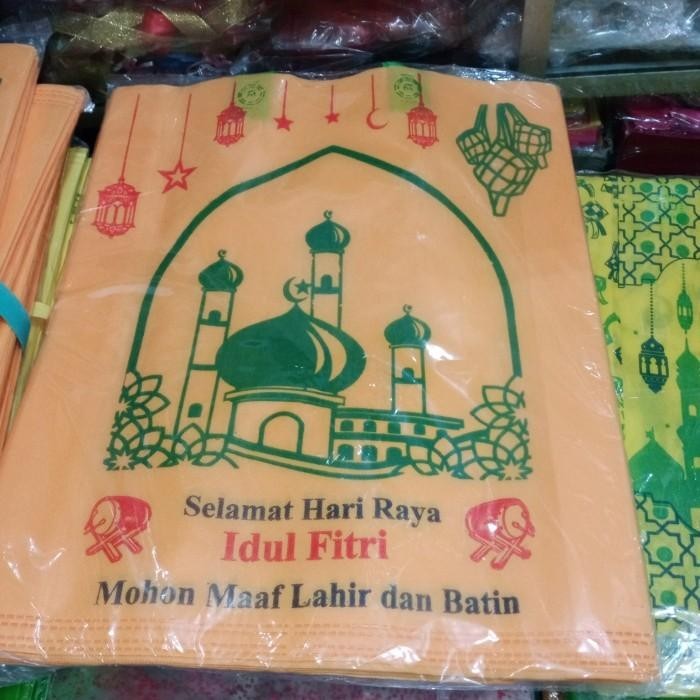 Selamat Hari Raya
Idul Fitri
Mohon Maaf Lahir dan Batin